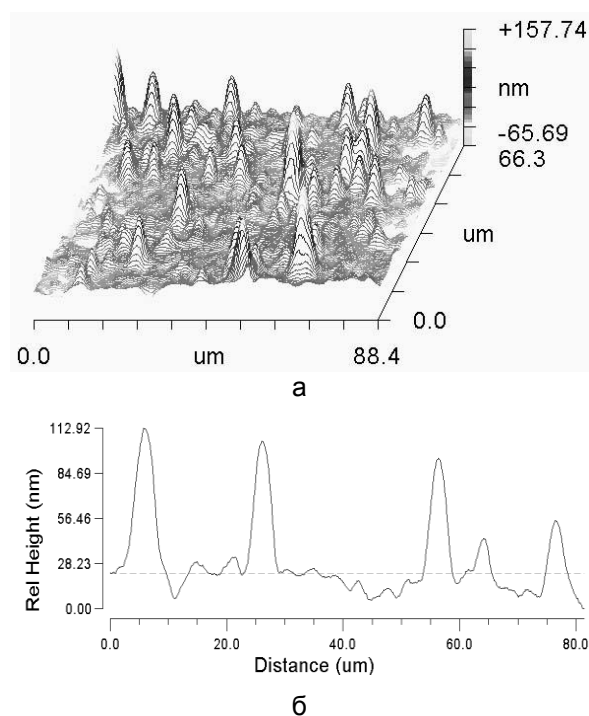 +157.74
nm
-65.69
66.3
um
0.0
0.0 um 88.4
а
112.92
84.69
56.46
28.23
0.00
Rel Height (nm)
0.0 20.0 40.0 60.0 80.0
Distance (um)
б